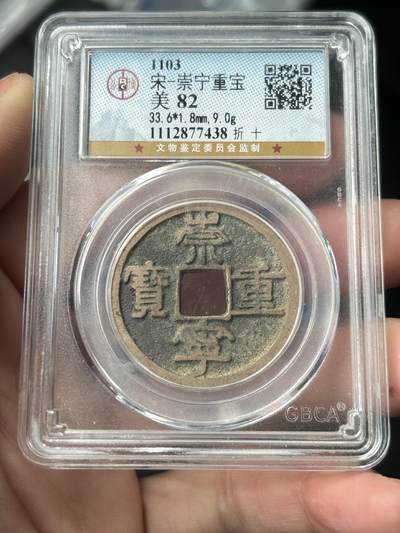 1103
宋-崇宁重宝
美 82
33.6*1.8mm,9.0g
1112877438 折 十
★ 文物鉴定委员会监制 ★
崇
寶 重
寧
GBCA®